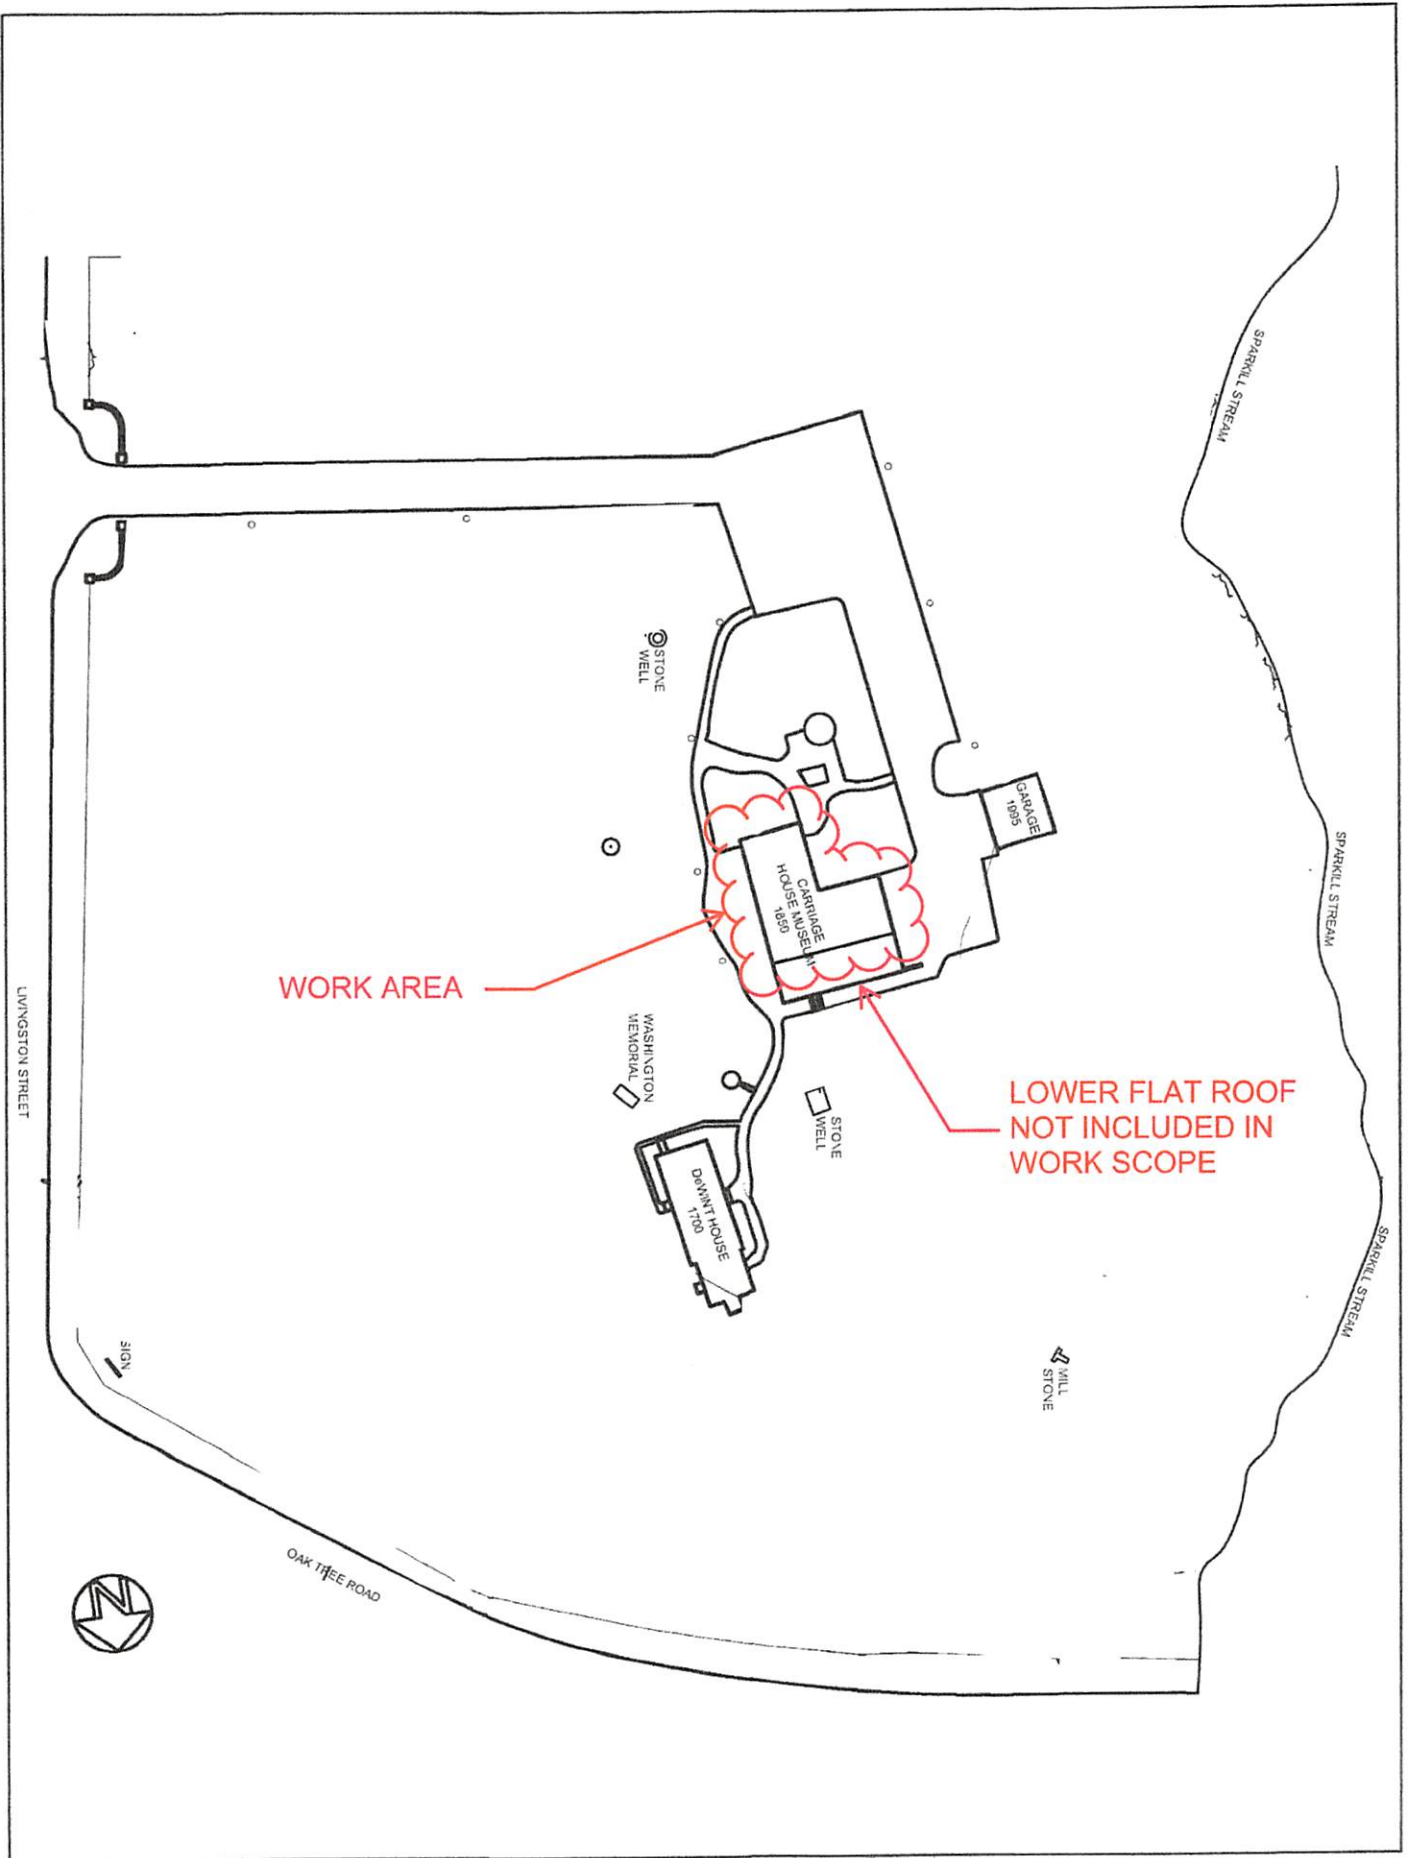 SPARKILL STREAM
STONE
WELL
GARAGE
1995
CARRIAGE
HOUSE MUSEUM
1850
SPARKILL STREAM
WORK AREA
LIVINGSTON STREET
WASHINGTON
MEMORIAL
STONE
WELL
LOWER FLAT ROOF
NOT INCLUDED IN
WORK SCOPE
DeWINT HOUSE
1700
SPARKILL STREAM
SIGN
MILL
STONE
OAK TREE ROAD
N